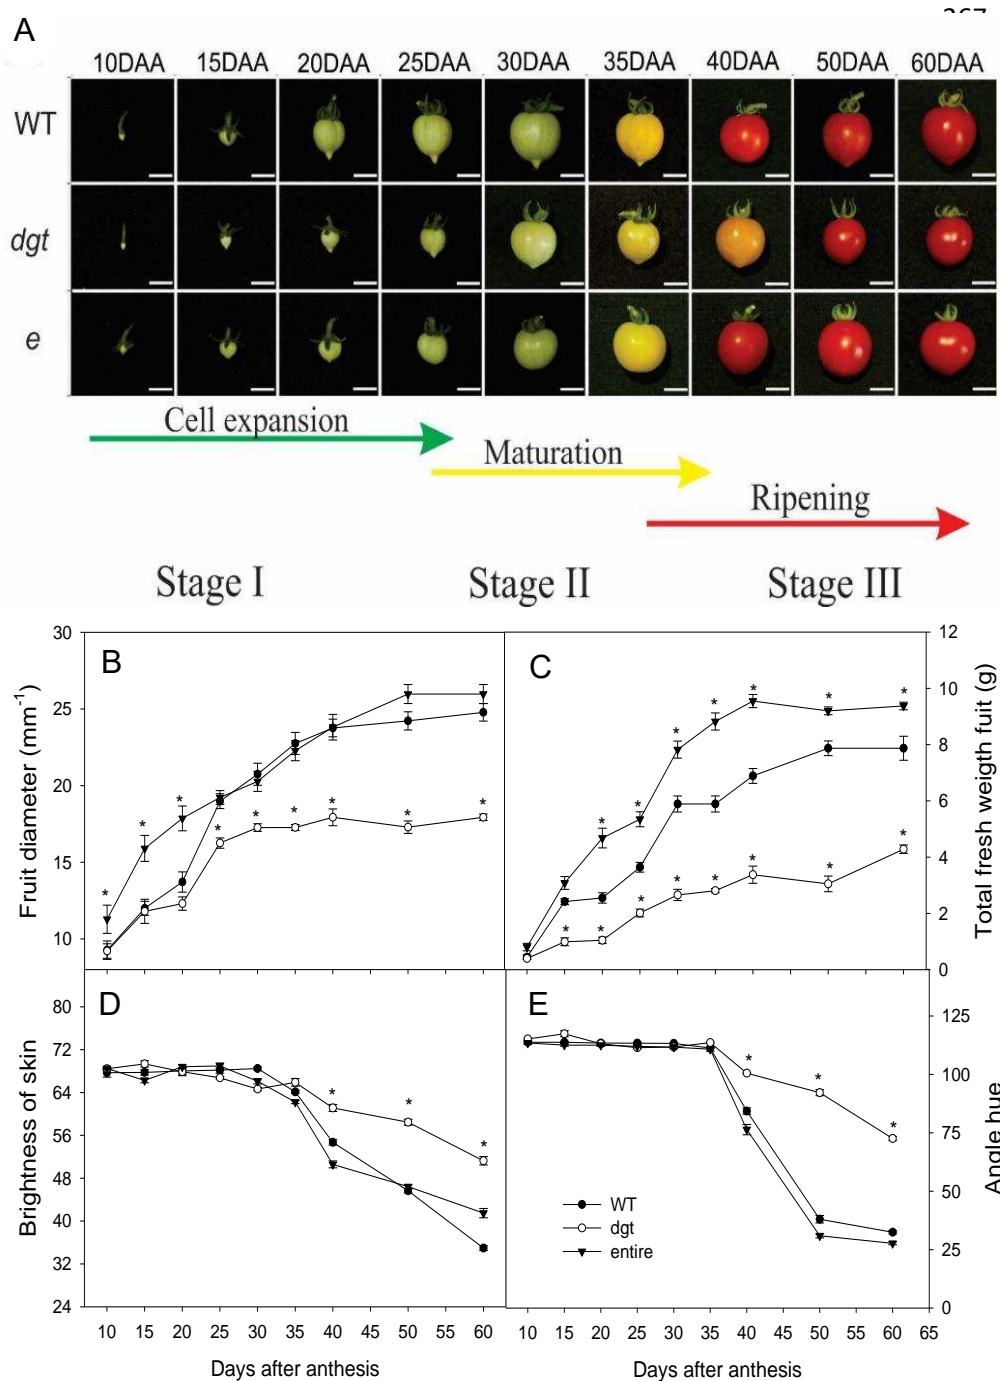 A
10DAA 15DAA 20DAA 25DAA 30DAA 35DAA 40DAA 50DAA 60DAA
WT
dgt
e
Cell expansion
Maturation
Ripening
Stage I Stage II Stage III
B
Fruit diameter (mm-1)
30
25
20
15
10
* * * * * * * * *
C
Total fresh weigth fuit (g)
12
10
8
6
4
2
0
* * * * * * *
* * * * * * * *
D
Brightness of skin
80
72
64
56
48
40
32
24
* * *
10 15 20 25 30 35 40 45 50 55 60
Days after anthesis
E
Angle hue
125
100
75
50
25
0
* * *
WT
dgt
entire
10 15 20 25 30 35 40 45 50 55 60 65
Days after anthesis